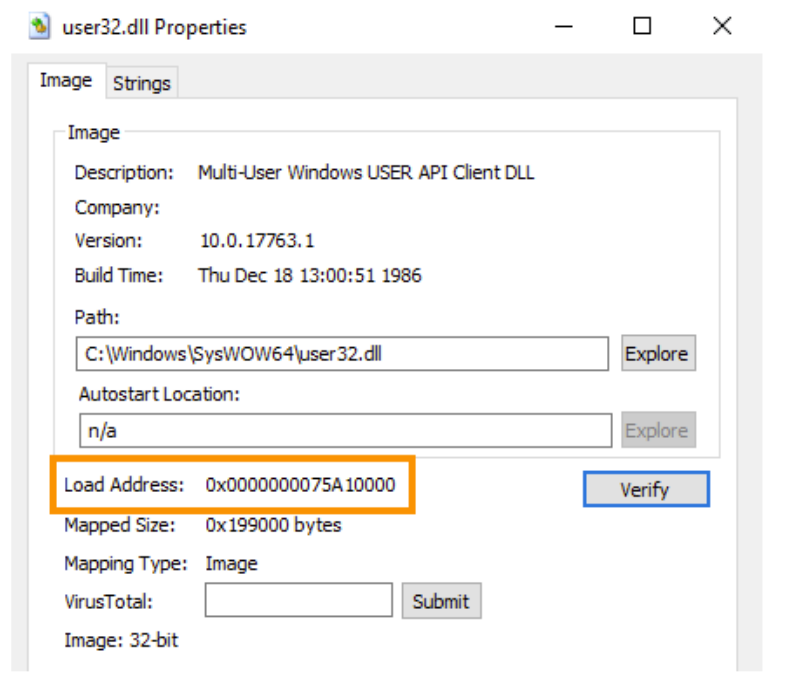 user32.dll Properties
Image Strings
Image
Description: Multi-User Windows USER API Client DLL
Company:
Version: 10.0.17763.1
Build Time: Thu Dec 18 13:00:51 1986
Path:
C:\Windows\SysWOW64\user32.dll Explore
Autostart Location:
n/a Explore
Load Address: 0x0000000075A10000
Verify
Mapped Size: 0x199000 bytes
Mapping Type: Image
VirusTotal: Submit
Image: 32-bit